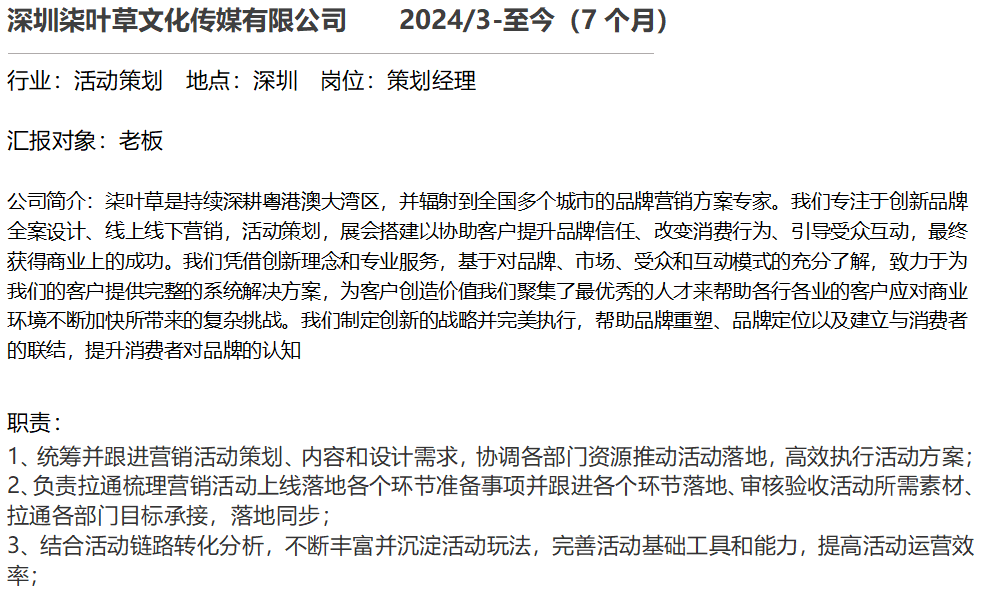 深圳柒叶草文化传媒有限公司 2024/3-至今（7 个月）
行业：活动策划 地点：深圳 岗位：策划经理
汇报对象：老板
公司简介：柒叶草是持续深耕粤港澳大湾区，并辐射到全国多个城市的品牌营销方案专家。我们专注于创新品牌
全案设计、线上线下营销，活动策划，展会搭建以协助客户提升品牌信任、改变消费行为、引导受众互动，最终
获得商业上的成功。我们凭借创新理念和专业服务，基于对品牌、市场、受众和互动模式的充分了解，致力于为
我们的客户提供完整的系统解决方案，为客户创造价值我们聚集了最优秀的人才来帮助各行各业的客户应对商业
环境不断加快所带来的复杂挑战。我们制定创新的战略并完美执行，帮助品牌重塑、品牌定位以及建立与消费者
的联结，提升消费者对品牌的认知
职责：
1、统筹并跟进营销活动策划、内容和设计需求，协调各部门资源推动活动落地，高效执行活动方案；
2、负责拉通梳理营销活动上线落地各个环节准备事项并跟进各个环节落地、审核验收活动所需素材、
拉通各部门目标承接，落地同步；
3、结合活动链路转化分析，不断丰富并沉淀活动玩法，完善活动基础工具和能力，提高活动运营效
率；